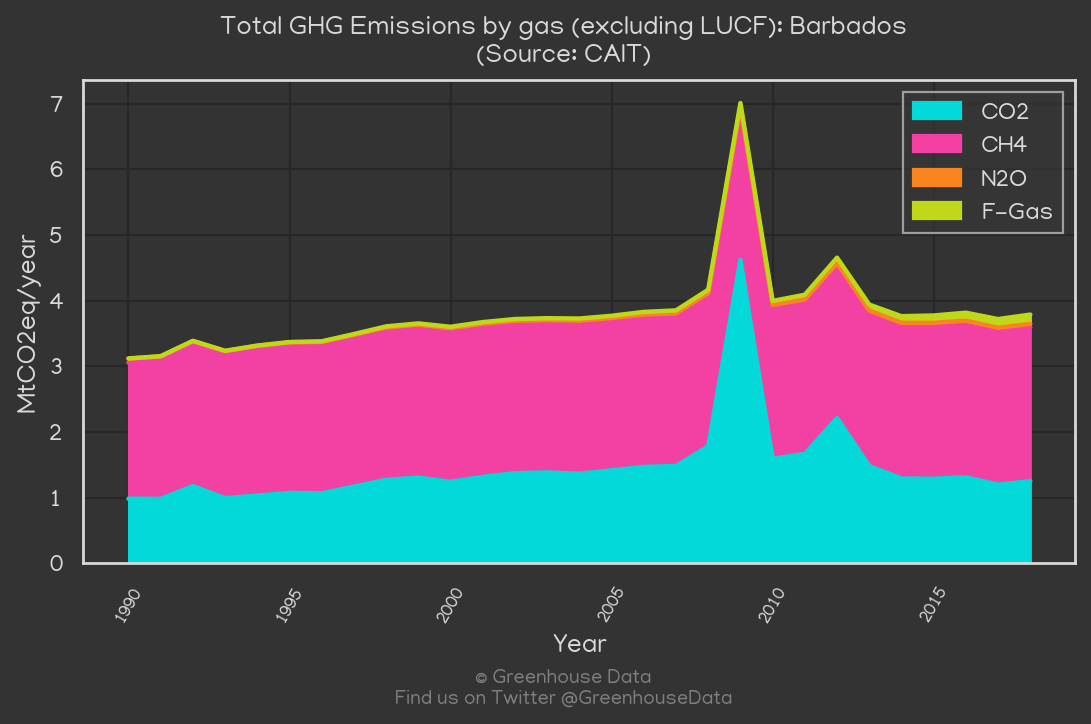 Total GHG Emissions by gas (excluding LUCF): Barbados
(Source: CAIT)
7
6
5
4
3
2
1
0
MtCO2eq/year
CO2
CH4
N2O
F-Gas
1990
1995
2000
2005
2010
2015
Year
© Greenhouse Data
Find us on Twitter @GreenhouseData